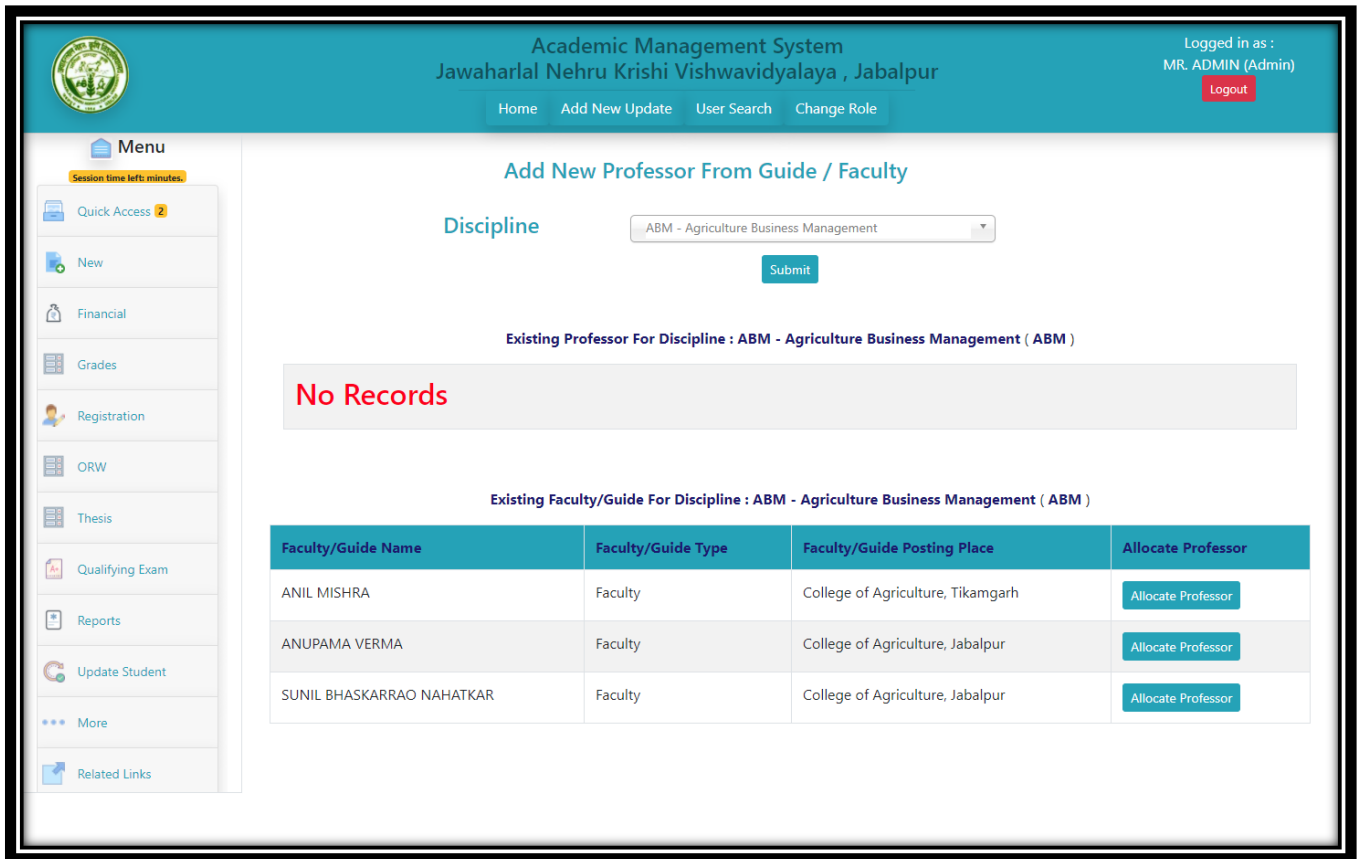 Academic Management System
Jawaharlal Nehru Krishi Vishwavidyalaya , Jabalpur
Home Add New Update User Search Change Role
Logged in as :
MR. ADMIN (Admin)
Logout
Menu
Session time left: minutes.
Quick Access 2
New
Financial
Grades
Registration
ORW
Thesis
Qualifying Exam
Reports
Update Student
More
Related Links
Add New Professor From Guide / Faculty
Discipline ABM - Agriculture Business Management
Submit
Existing Professor For Discipline : ABM - Agriculture Business Management ( ABM )
No Records
Existing Faculty/Guide For Discipline : ABM - Agriculture Business Management ( ABM )
Faculty/Guide Name Faculty/Guide Type Faculty/Guide Posting Place Allocate Professor
ANIL MISHRA Faculty College of Agriculture, Tikamgarh Allocate Professor
ANUPAMA VERMA Faculty College of Agriculture, Jabalpur Allocate Professor
SUNIL BHASKARRAO NAHATKAR Faculty College of Agriculture, Jabalpur Allocate Professor